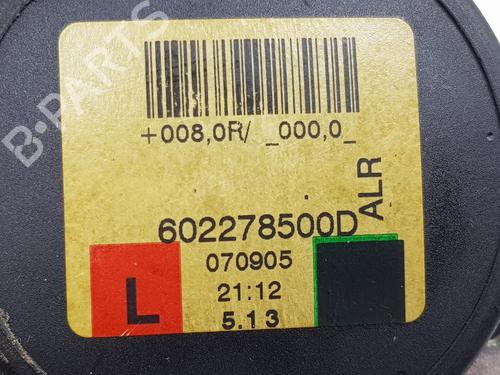 +008,0R/ _000,0_
ALR
602278500D
070905
21:12
5.13
L
B-PARTS